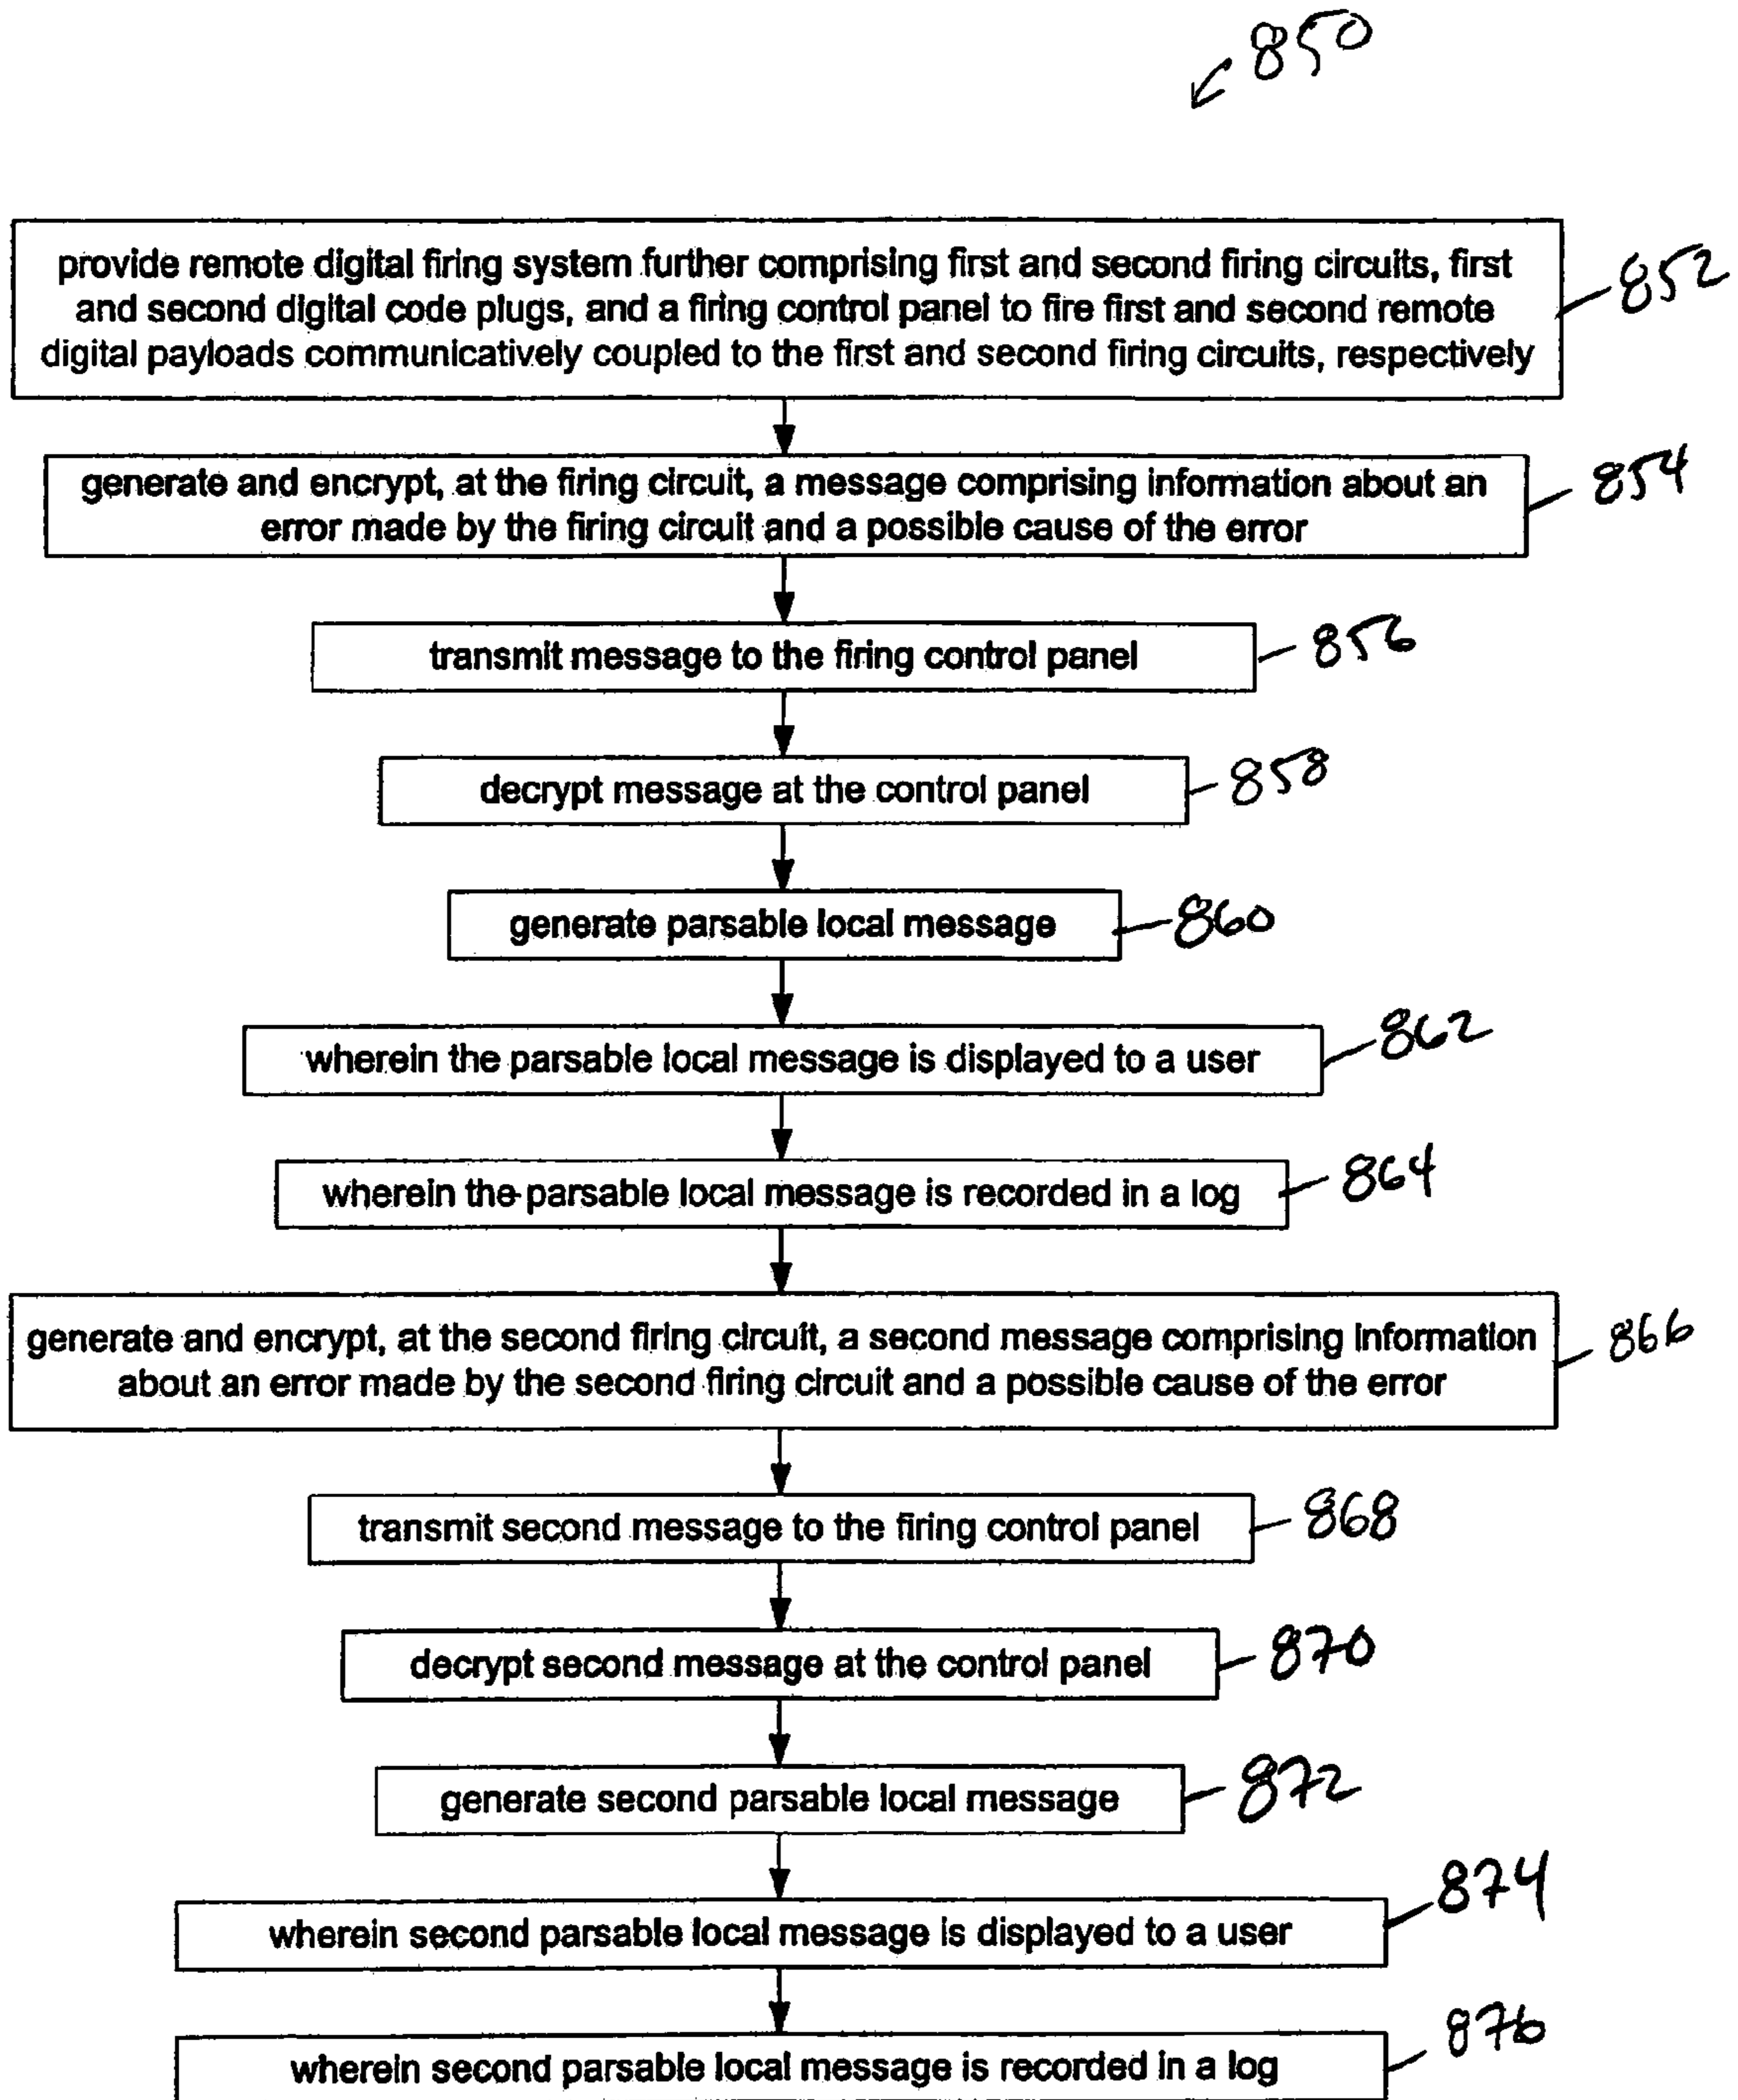 850
provide remote digital firing system further comprising first and second firing circuits, first
and second digital code plugs, and a firing control panel to fire first and second remote
digital payloads communicatively coupled to the first and second firing circuits, respectively
852
generate and encrypt, at the firing circuit, a message comprising information about an
error made by the firing circuit and a possible cause of the error
854
transmit message to the firing control panel
856
decrypt message at the control panel
858
generate parsable local message
860
wherein the parsable local message is displayed to a user
862
wherein the parsable local message is recorded in a log
864
generate and encrypt, at the second firing circuit, a second message comprising information
about an error made by the second firing circuit and a possible cause of the error
866
transmit second message to the firing control panel
868
decrypt second message at the control panel
870
generate second parsable local message
872
wherein second parsable local message is displayed to a user
874
wherein second parsable local message is recorded in a log
876